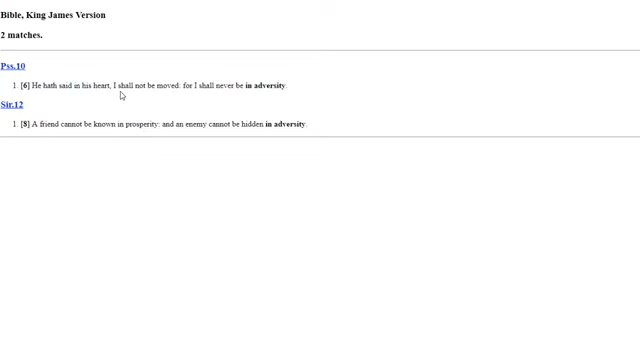 Bible, King James Version
2 matches.
Pss.10
1. [6] He hath said in his heart, I shall not be moved: for I shall never be in adversity.
Sir.12
1. [8] A friend cannot be known in prosperity: and an enemy cannot be hidden in adversity.